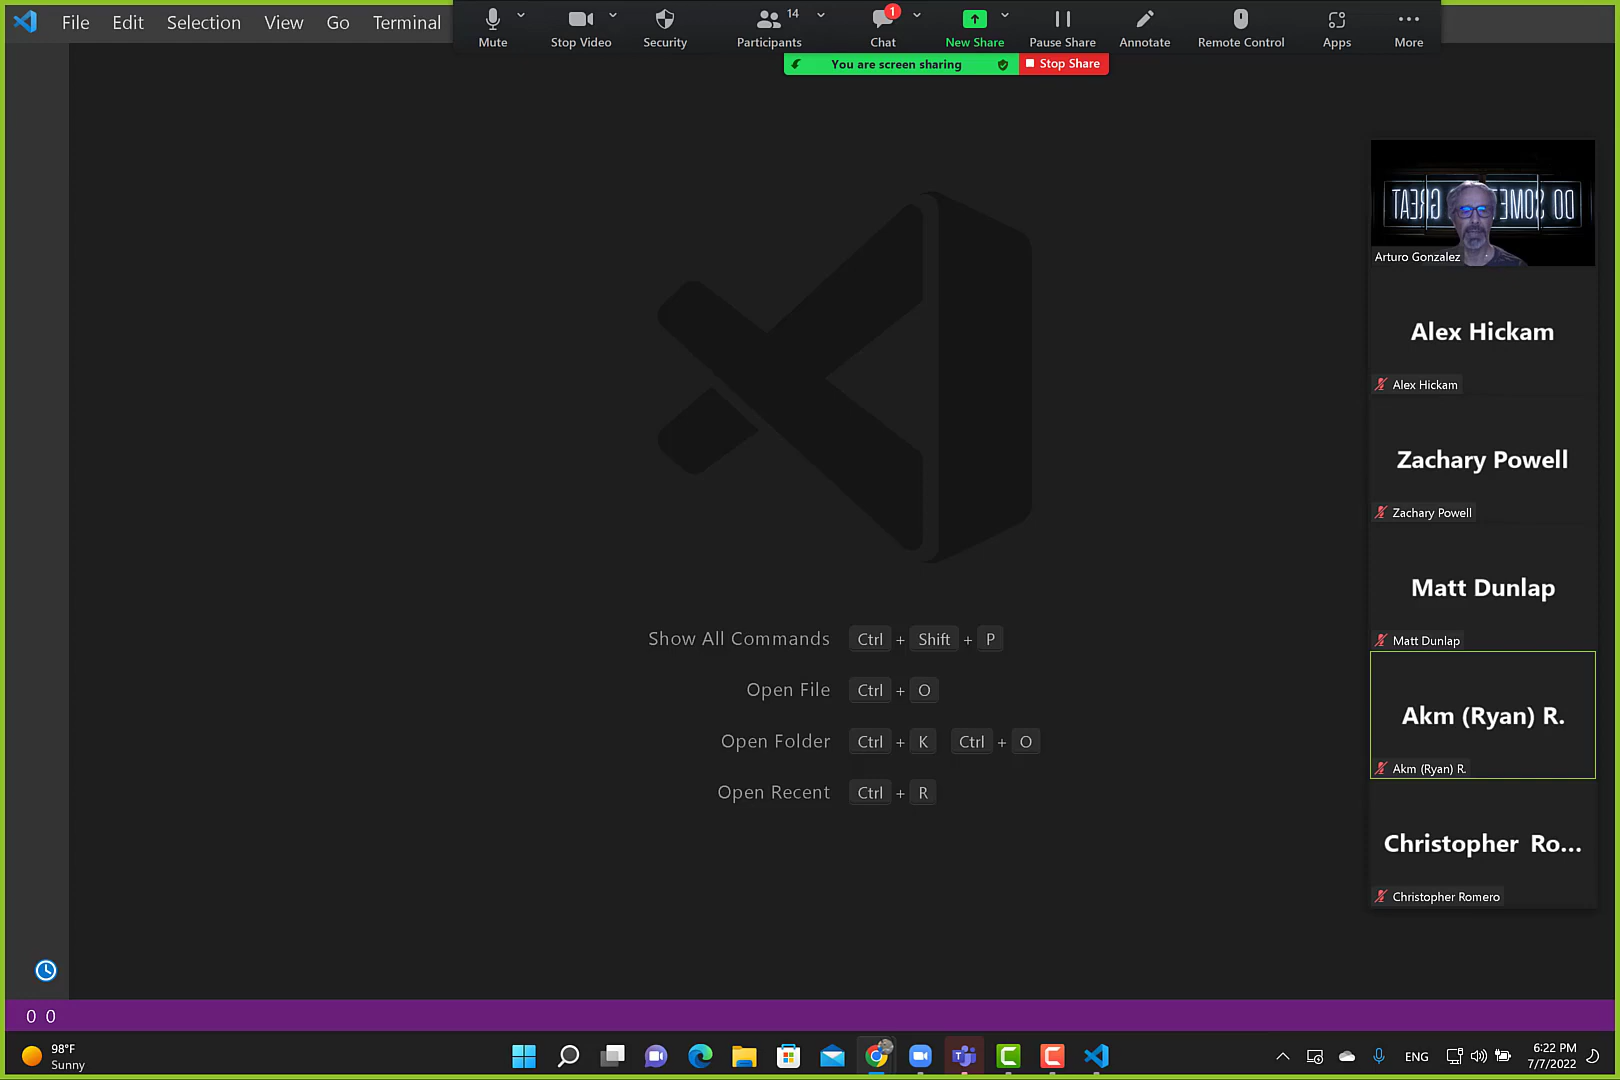 File Edit Selection View Go Terminal
Mute
Stop Video
Security
14
Participants
1
Chat
New Share
Pause Share
Annotate
Remote Control
Apps
More
You are screen sharing
Stop Share
DO SOMET GREAT
Arturo Gonzalez
Alex Hickam
Alex Hickam
Zachary Powell
Zachary Powell
Matt Dunlap
Matt Dunlap
Akm (Ryan) R.
Akm (Ryan) R.
Christopher Ro...
Christopher Romero
Show All Commands Ctrl + Shift + P
Open File Ctrl + O
Open Folder Ctrl + K Ctrl + O
Open Recent Ctrl + R
0 0
98°F
Sunny
ENG
6:22 PM
7/7/2022